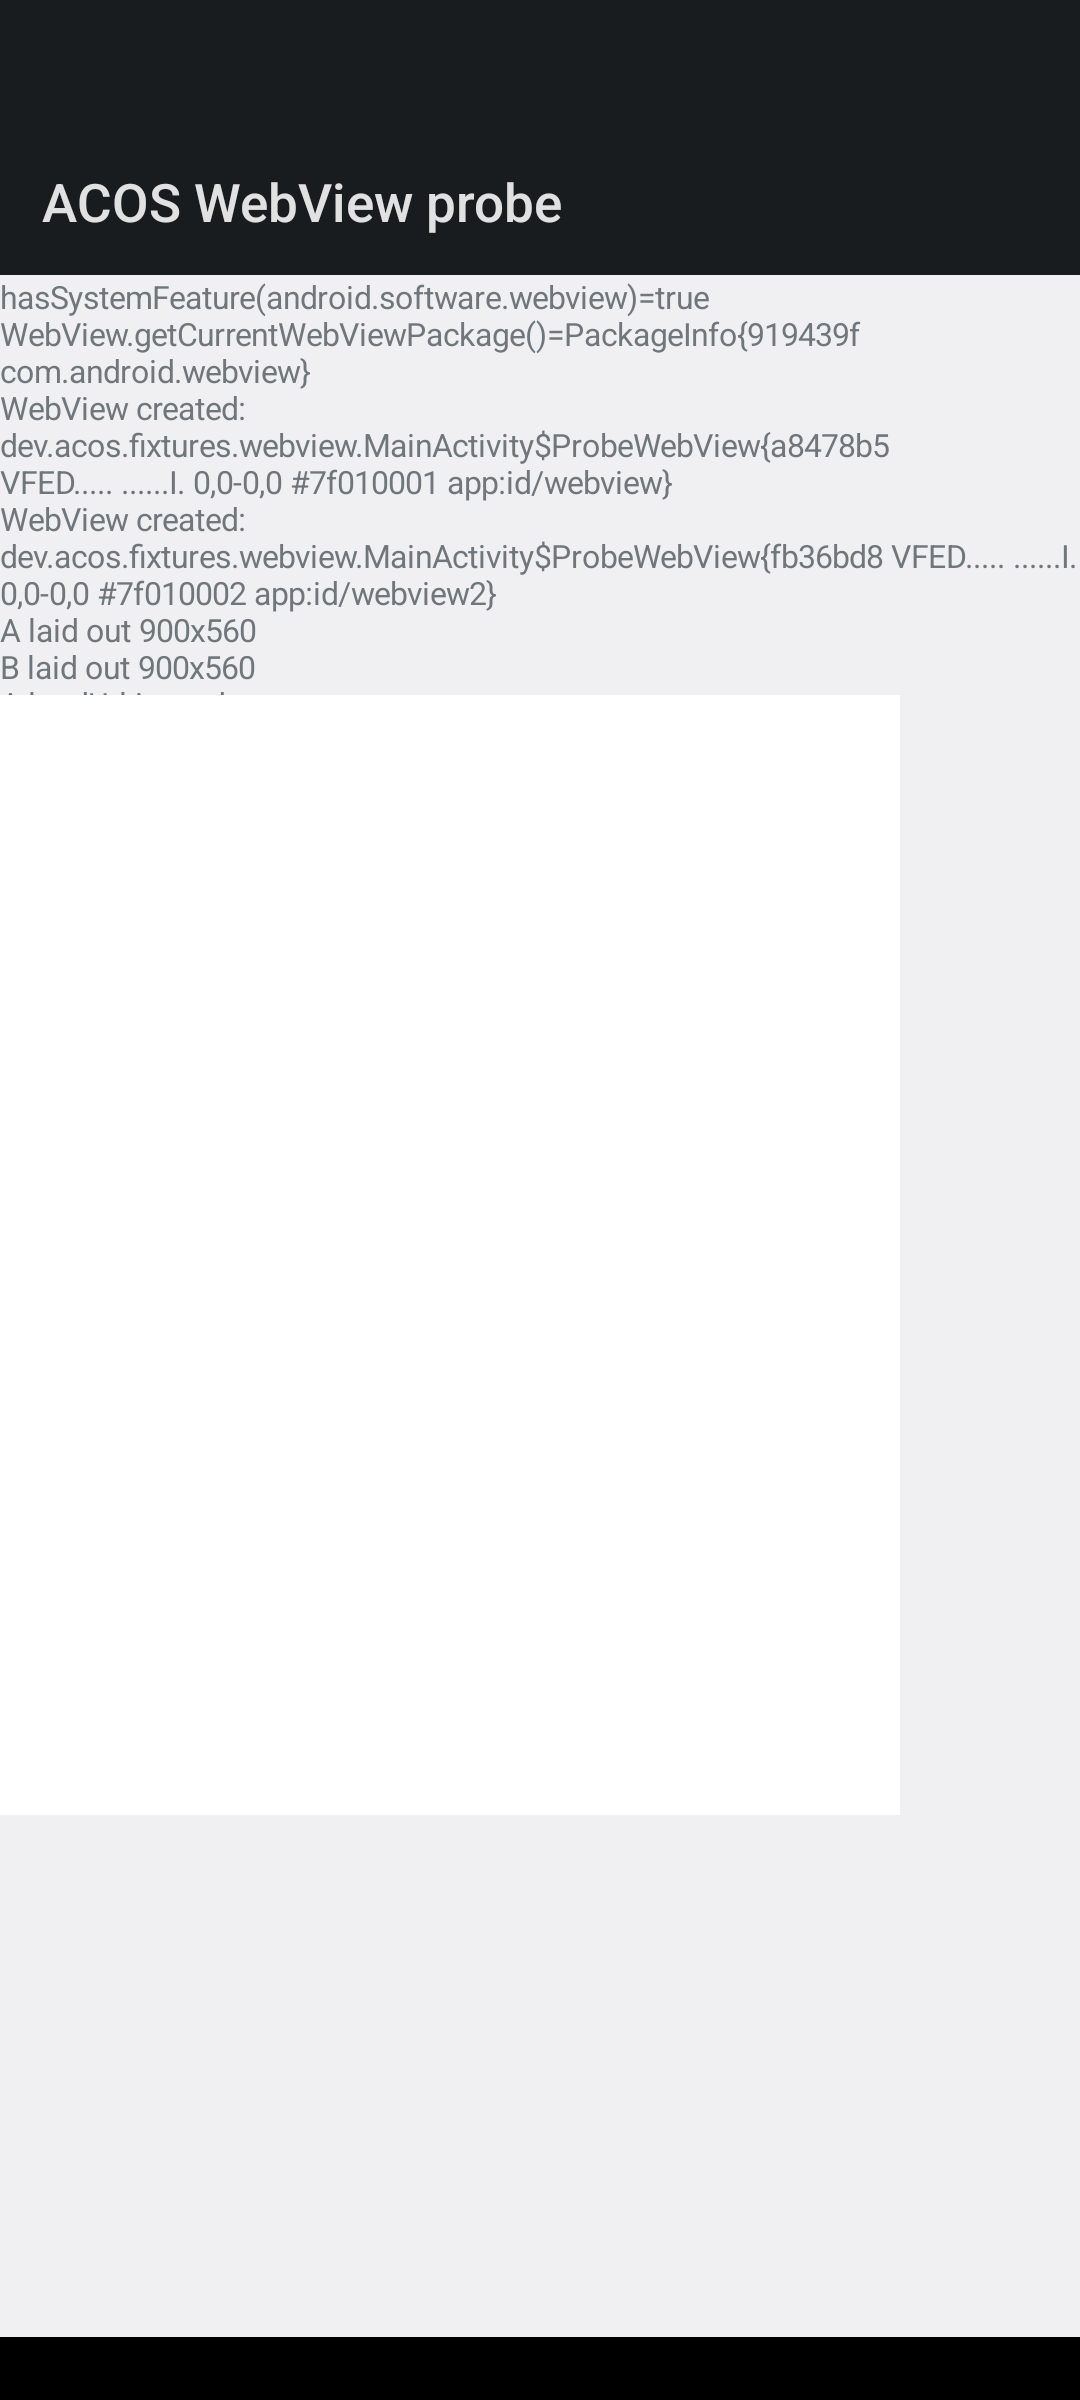 ACOS WebView probe
hasSystemFeature(android.software.webview)=true
WebView.getCurrentWebViewPackage()=PackageInfo{919439f
com.android.webview}
WebView created:
dev.acos.fixtures.webview.MainActivity$ProbeWebView{a8478b5
VFED..... ......I. 0,0-0,0 #7f010001 app:id/webview}
WebView created:
dev.acos.fixtures.webview.MainActivity$ProbeWebView{fb36bd8 VFED..... ......I.
0,0-0,0 #7f010002 app:id/webview2}
A laid out 900x560
B laid out 900x560